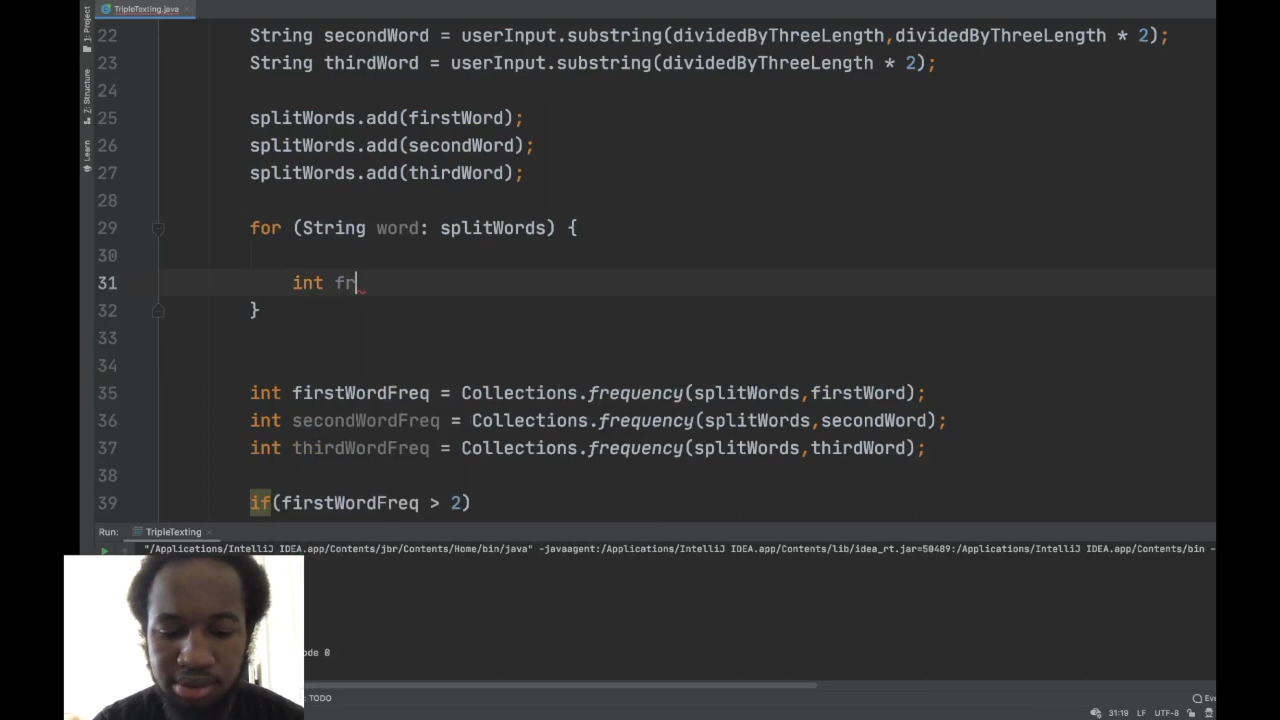 TripleTexting.java
1: Project
22 String secondWord = userInput.substring(dividedByThreeLength,dividedByThreeLength * 2);
23 String thirdWord = userInput.substring(dividedByThreeLength * 2);
Z: Structure
24
25 splitWords.add(firstWord);
26 splitWords.add(secondWord);
Learn
27 splitWords.add(thirdWord);
28
29 for (String word: splitWords) {
30
31 int fr
32 }
33
34
35 int firstWordFreq = Collections.frequency(splitWords,firstWord);
36 int secondWordFreq = Collections.frequency(splitWords,secondWord);
37 int thirdWordFreq = Collections.frequency(splitWords,thirdWord);
38
39 if(firstWordFreq > 2)
Run: TripleTexting
"/Applications/IntelliJ IDEA.app/Contents/jbr/Contents/Home/bin/java" -javaagent:/Applications/IntelliJ IDEA.app/Contents/lib/idea_rt.jar=50489:/Applications/IntelliJ IDEA.app/Contents/bin -
ode 0
TODO
31:19 LF UTF-8